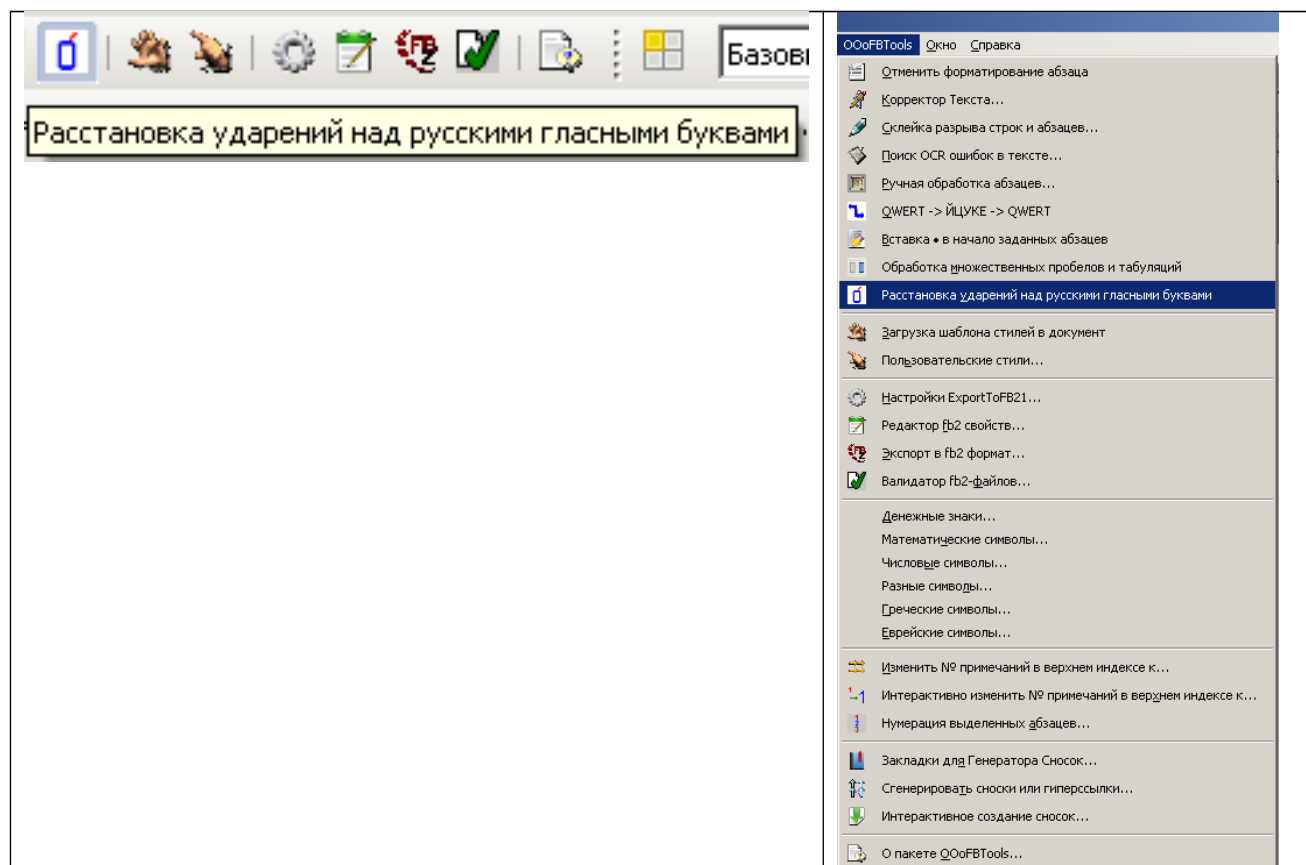 Базов
Расстановка ударений над русскими гласными буквами
OOoFBTools Окно Справка
Отменить форматирование абзаца
Корректор Текста...
Склейка разрыва строк и абзацев...
Поиск OCR ошибок в тексте...
Ручная обработка абзацев...
QWERT -> ЙЦУКЕ -> QWERT
Вставка • в начало заданных абзацев
Обработка множественных пробелов и табуляций
Расстановка ударений над русскими гласными буквами
Загрузка шаблона стилей в документ
Пользовательские стили...
Настройки ExportToFB21...
Редактор fb2 свойств...
Экспорт в fb2 формат...
Валидатор fb2-файлов...
Денежные знаки...
Математические символы...
Числовые символы...
Разные символы...
Греческие символы...
Еврейские символы...
Изменить № примечаний в верхнем индексе к...
Интерактивно изменить № примечаний в верхнем индексе к...
Нумерация выделенных абзацев...
Закладки для Генератора Сносок...
Сгенерировать сноски или гиперссылки...
Интерактивное создание сносок...
О пакете OOoFBTools...